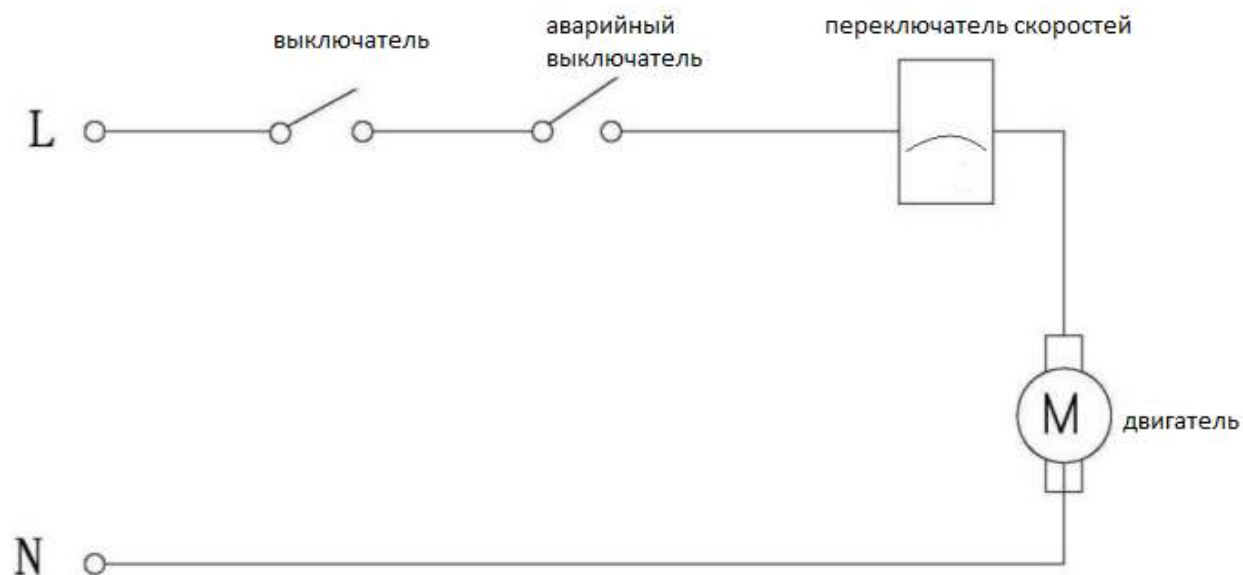 выключатель
аварийный
выключатель
переключатель скоростей
L
M
двигатель
N